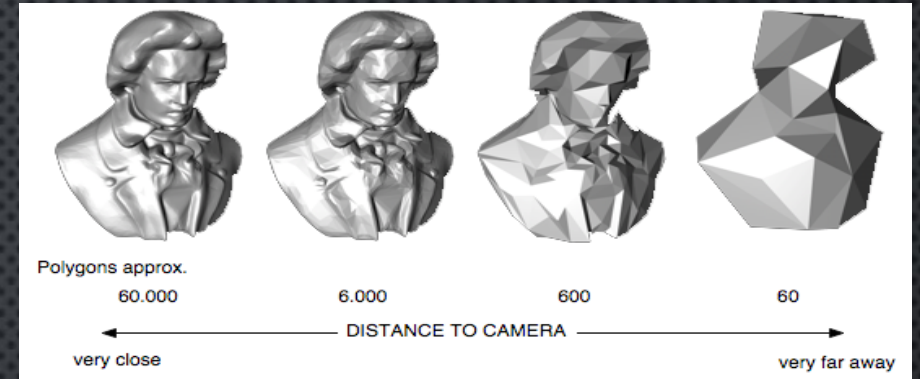 Polygons approx.
60.000 6.000 600 60
DISTANCE TO CAMERA
very close very far away